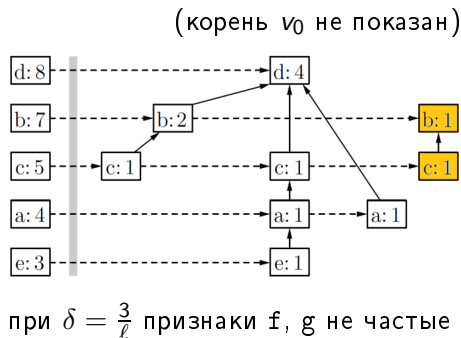 (корень v₀ не показан)
d: 8 d: 4
b: 7 b: 2 b: 1
c: 5 c: 1 c: 1 c: 1
a: 4 a: 1 a: 1
e: 3 e: 1
при δ = 3/ℓ признаки f, g не частые